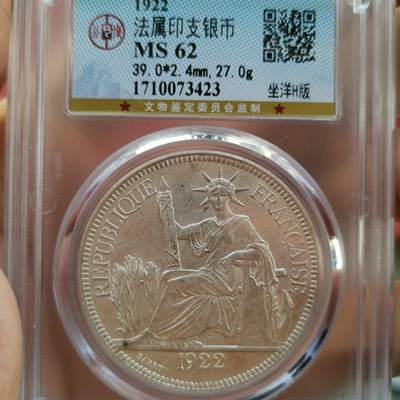 1922
法属印支银币
MS 62
39.0*2.4mm,27.0g
1710073423
坐洋H版
★文物鉴定委员会监制★
REPUBLIQUE FRANÇAISE
BARRE
1922